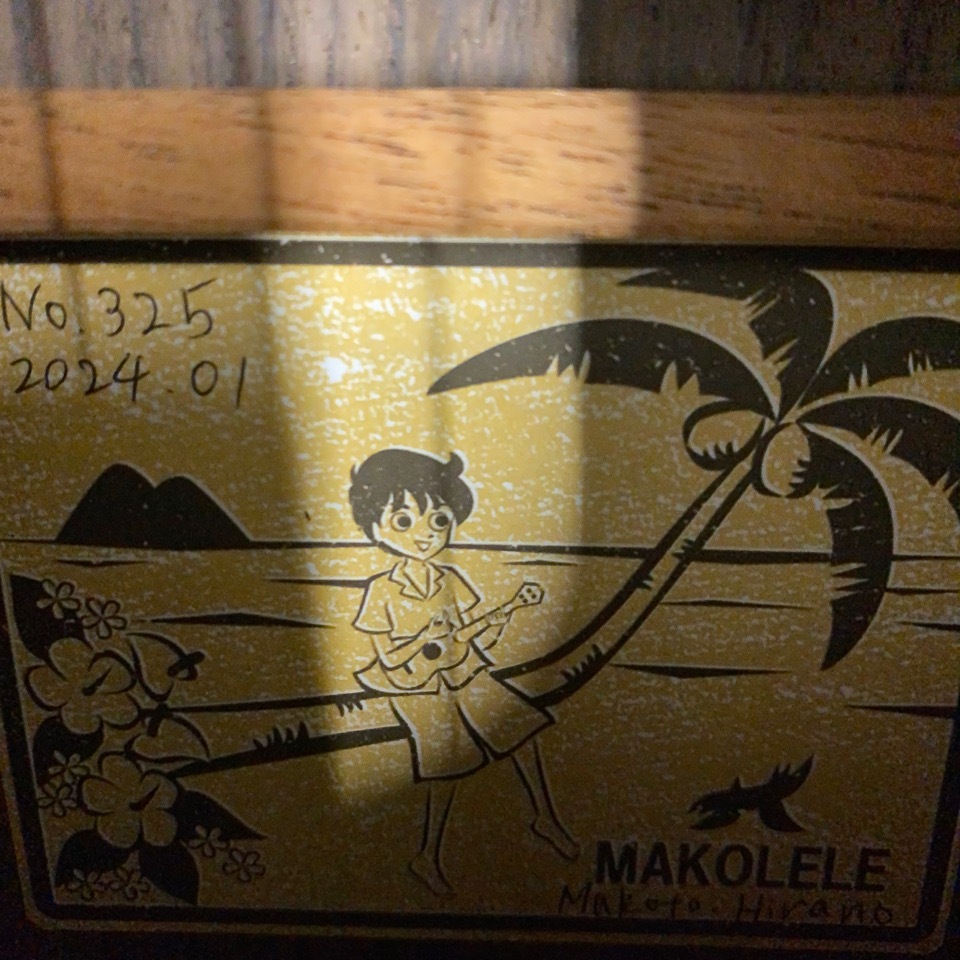 No. 325
2024.01
MAKOLELE
Makoto. Hirano